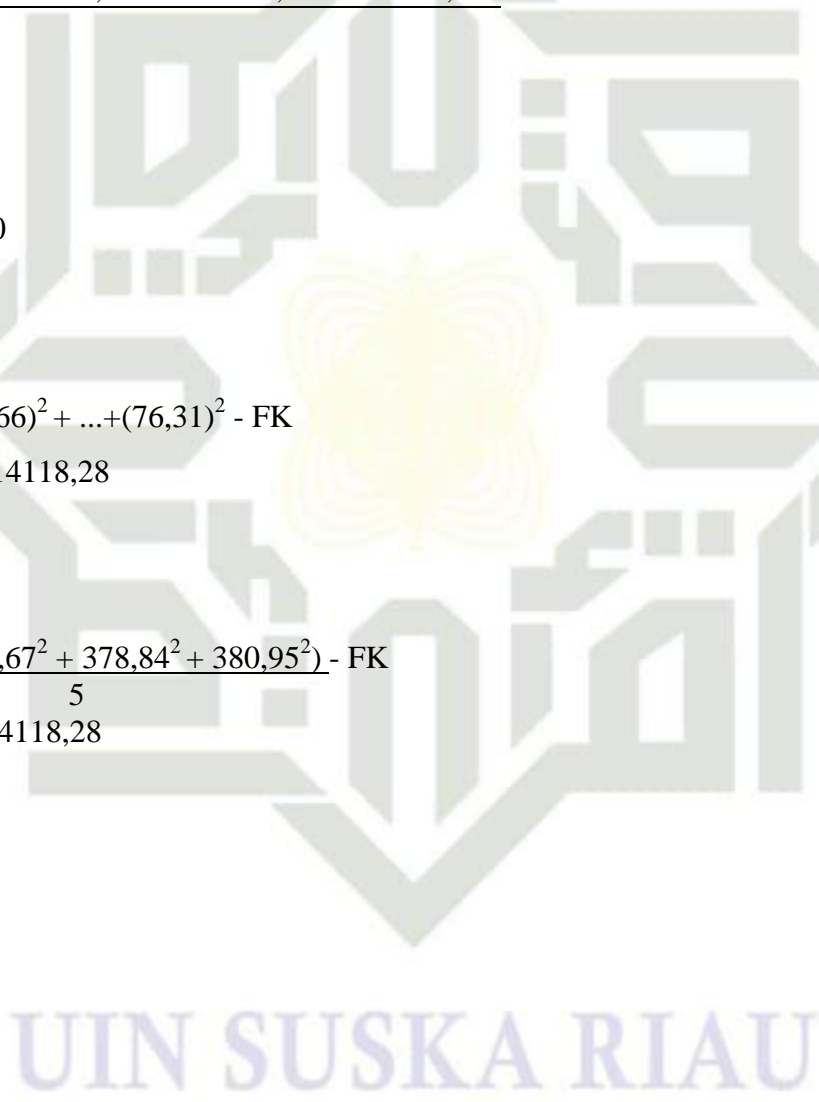 66)² + ...+(76,31)² - FK
4118,28
,67² + 378,84² + 380,95²) - FK
5
4118,28
UIN SUSKA RIAU